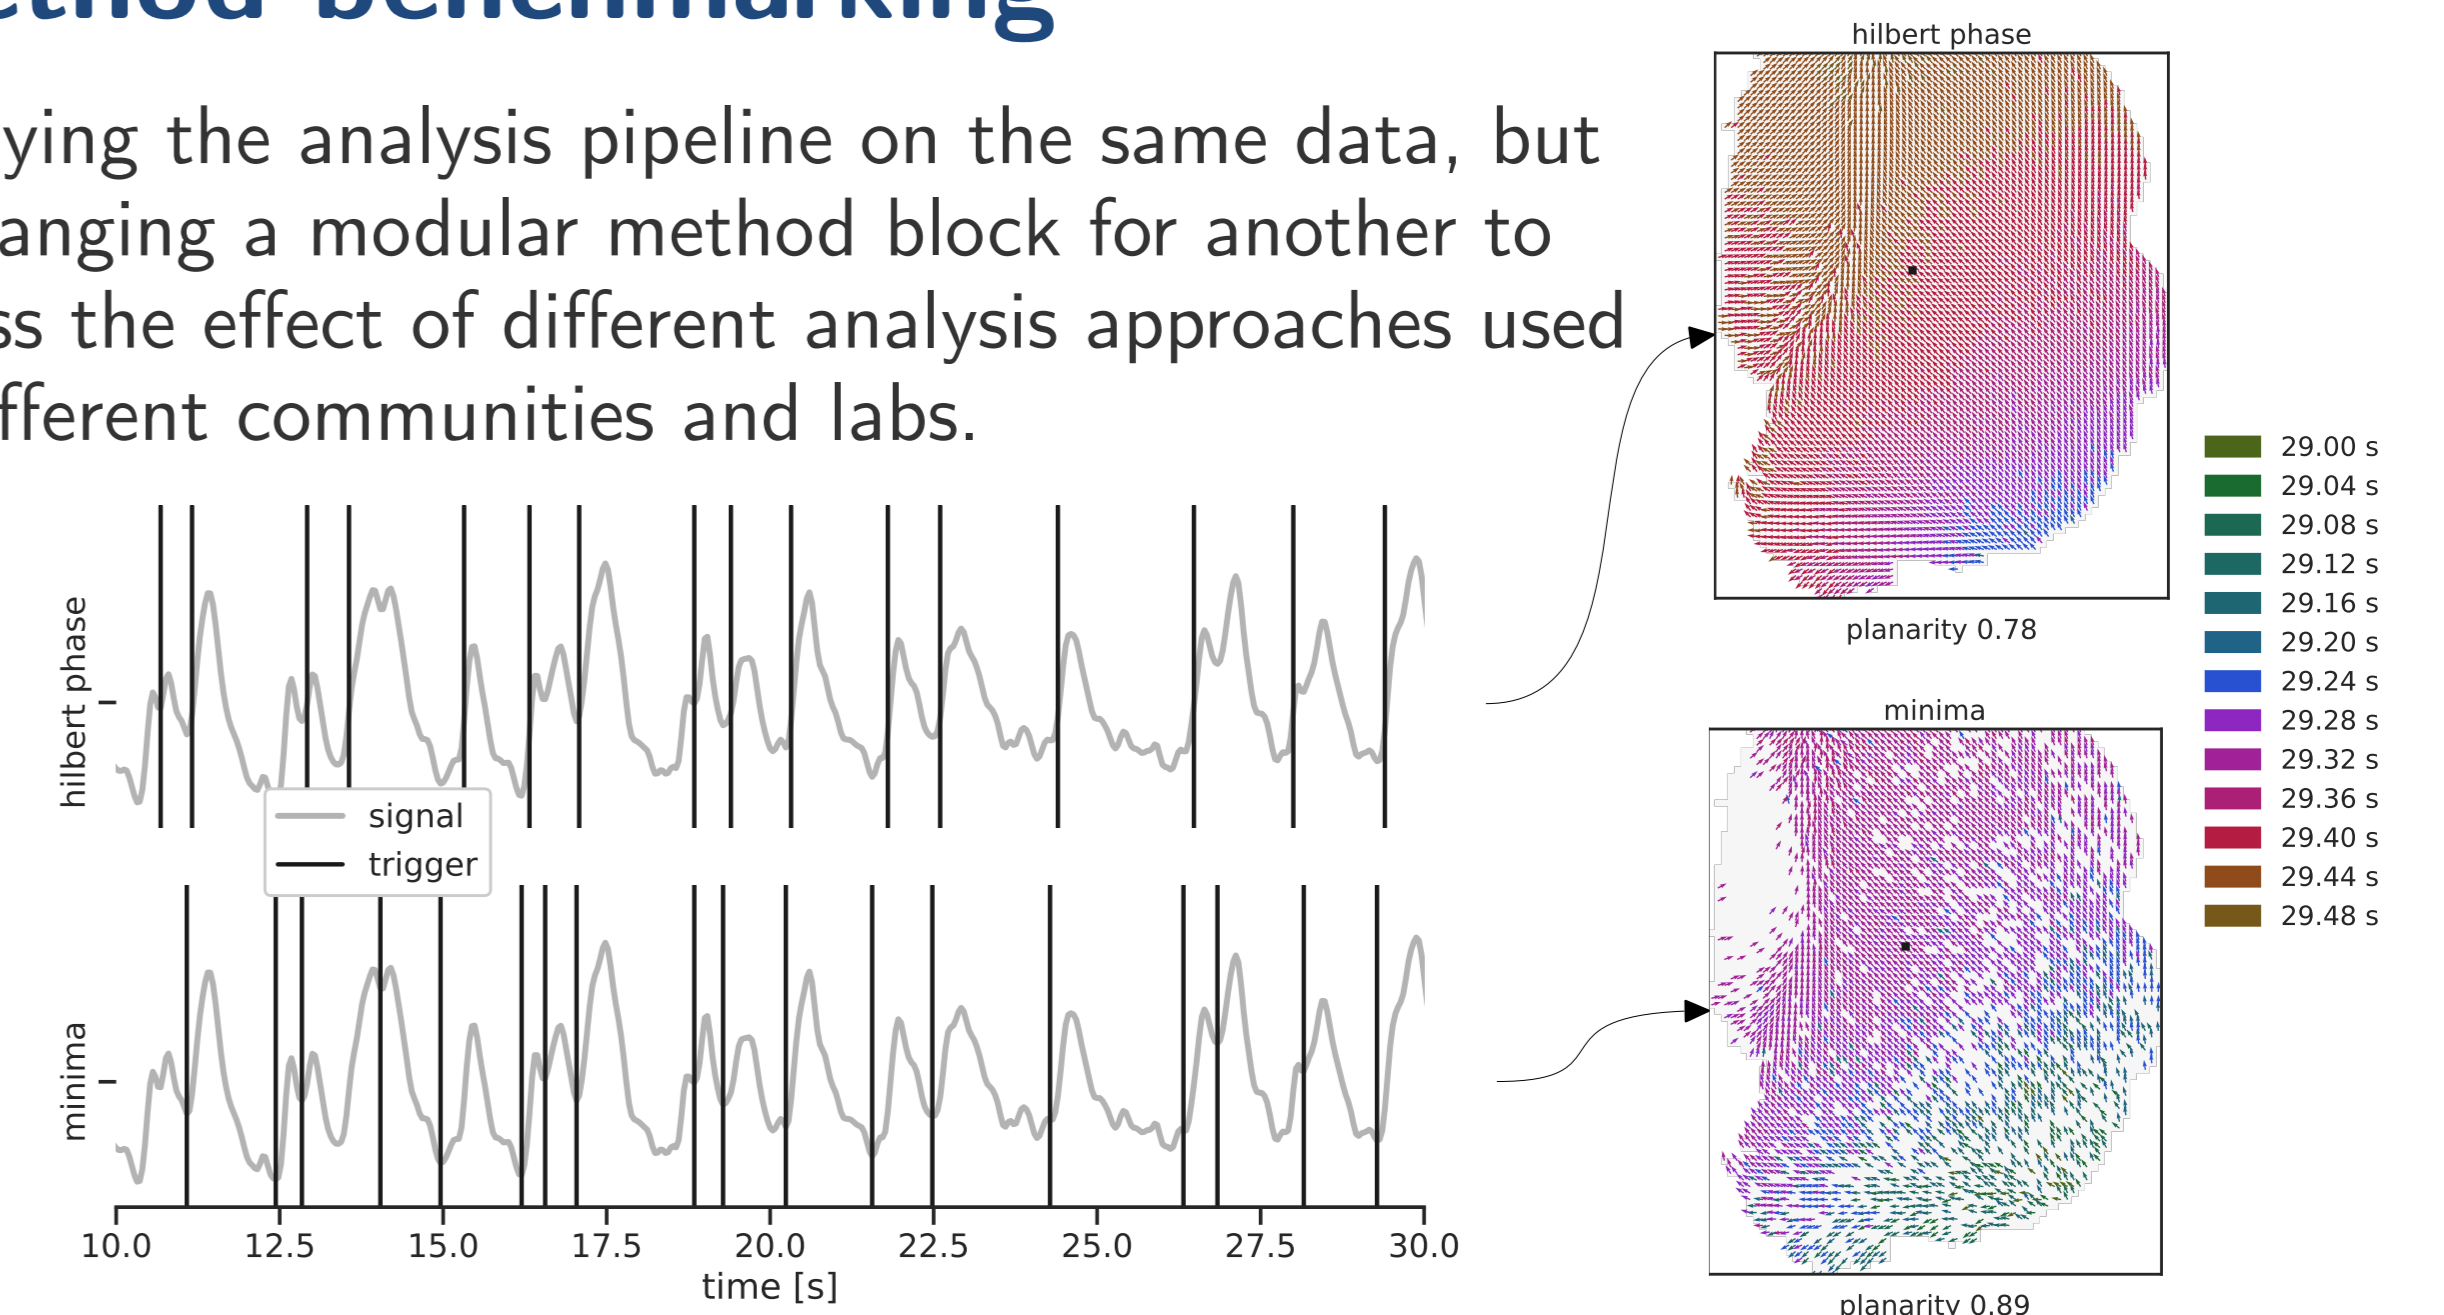 ethod benchmarking
ying the analysis pipeline on the same data, but
anging a modular method block for another to
ss the effect of different analysis approaches used
fferent communities and labs.
hilbert phase
planarity 0.78
minima
planarity 0.89
29.00 s
29.04 s
29.08 s
29.12 s
29.16 s
29.20 s
29.24 s
29.28 s
29.32 s
29.36 s
29.40 s
29.44 s
29.48 s
hilbert phase
signal
trigger
minima
10.0 12.5 15.0 17.5 20.0 22.5 25.0 27.5 30.0
time [s]